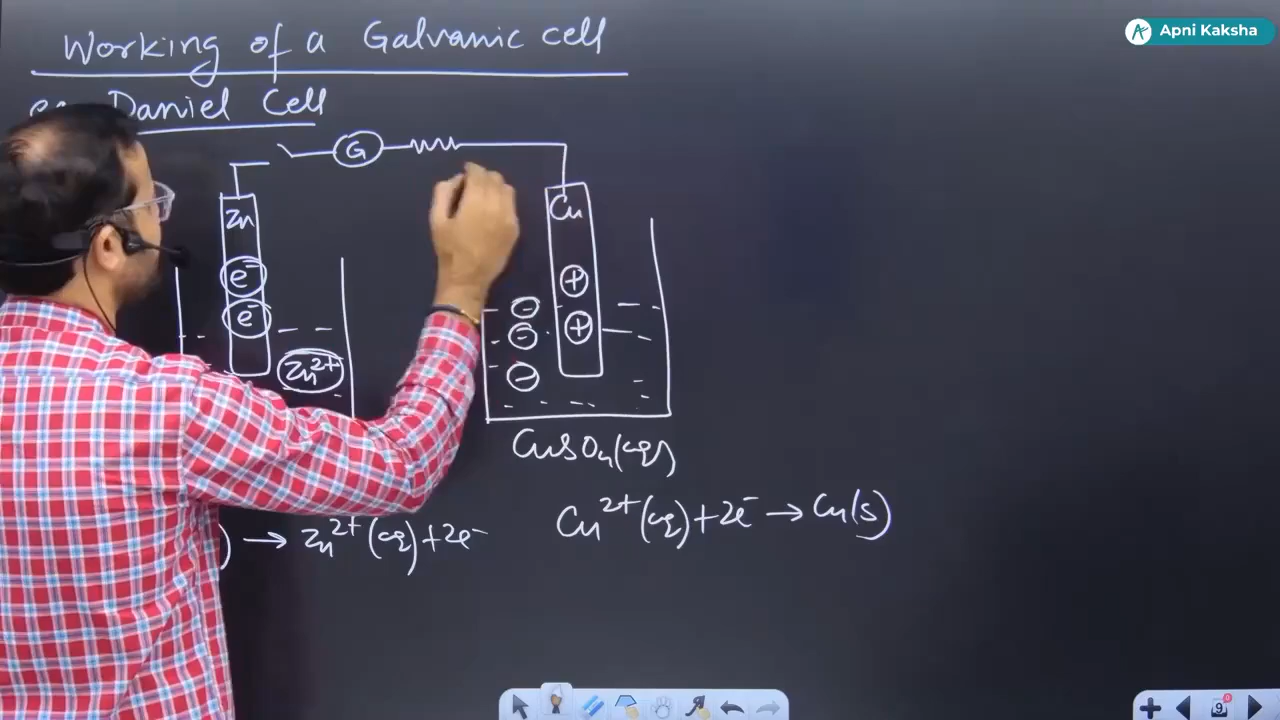 Apni Kaksha
Working of a Galvanic cell
Daniel Cell
G
Zn
Cu
e⁻
+
e⁻
+
-
-
-
Zn²⁺
CuSO₄(aq)
Cu²⁺(aq)+2e⁻ → Cu(s)
) → Zn²⁺(aq)+2e⁻
9